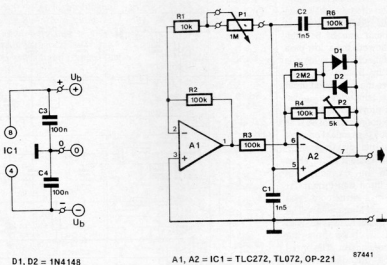 R1
10k
P1
1M
C2
1n5
R6
100k
D1
D2
R5
2M2
R4
100k
P2
5k
R2
100k
2
3
1
A1
R3
100k
6
5
7
A2
C1
1n5
+
Ub
+
C3
100n
8
IC1
0
0
4
C4
100n
-
-
Ub
D1, D2 = 1N4148
A1, A2 = IC1 = TLC272, TL072, OP-221
87441